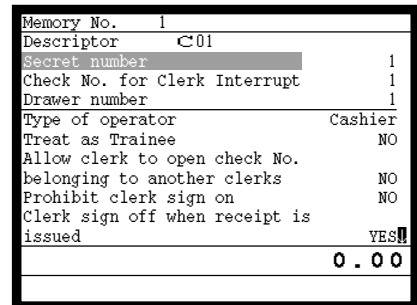 Memory No. 1
Descriptor C01
Secret number 1
Check No. for Clerk Interrupt 1
Drawer number 1
Type of operator Cashier
Treat as Trainee NO
Allow clerk to open check No.
belonging to another clerks NO
Prohibit clerk sign on NO
Clerk sign off when receipt is
issued YES
0.00